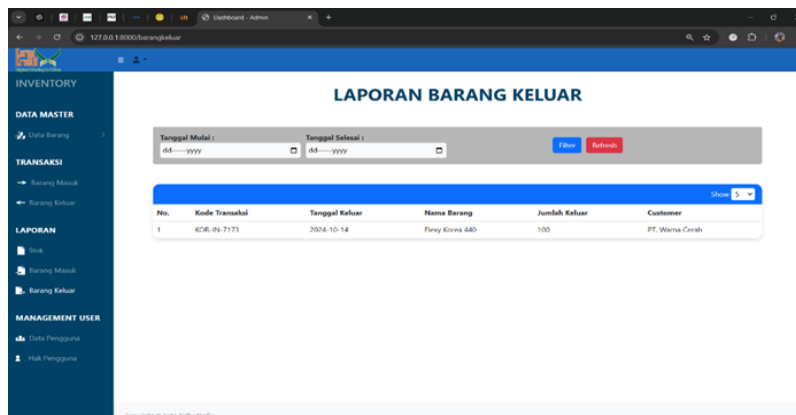 Dashboard - Admin
127.0.0.1:8000/barangkeluar
INVENTORY
DATA MASTER
Data Barang
TRANSAKSI
Barang Masuk
Barang Keluar
LAPORAN
Stok
Barang Masuk
Barang Keluar
MANAGEMENT USER
Data Pengguna
Hak Pengguna
LAPORAN BARANG KELUAR
Tanggal Mulai : Tanggal Selesai :
dd-----yyyy dd-----yyyy Filter Refresh
Show 5
No. Kode Transaksi Tanggal Keluar Nama Barang Jumlah Keluar Customer
1 KOR-IN-7173 2024-10-14 Flexy Korea 440 100 PT. Warna Cerah